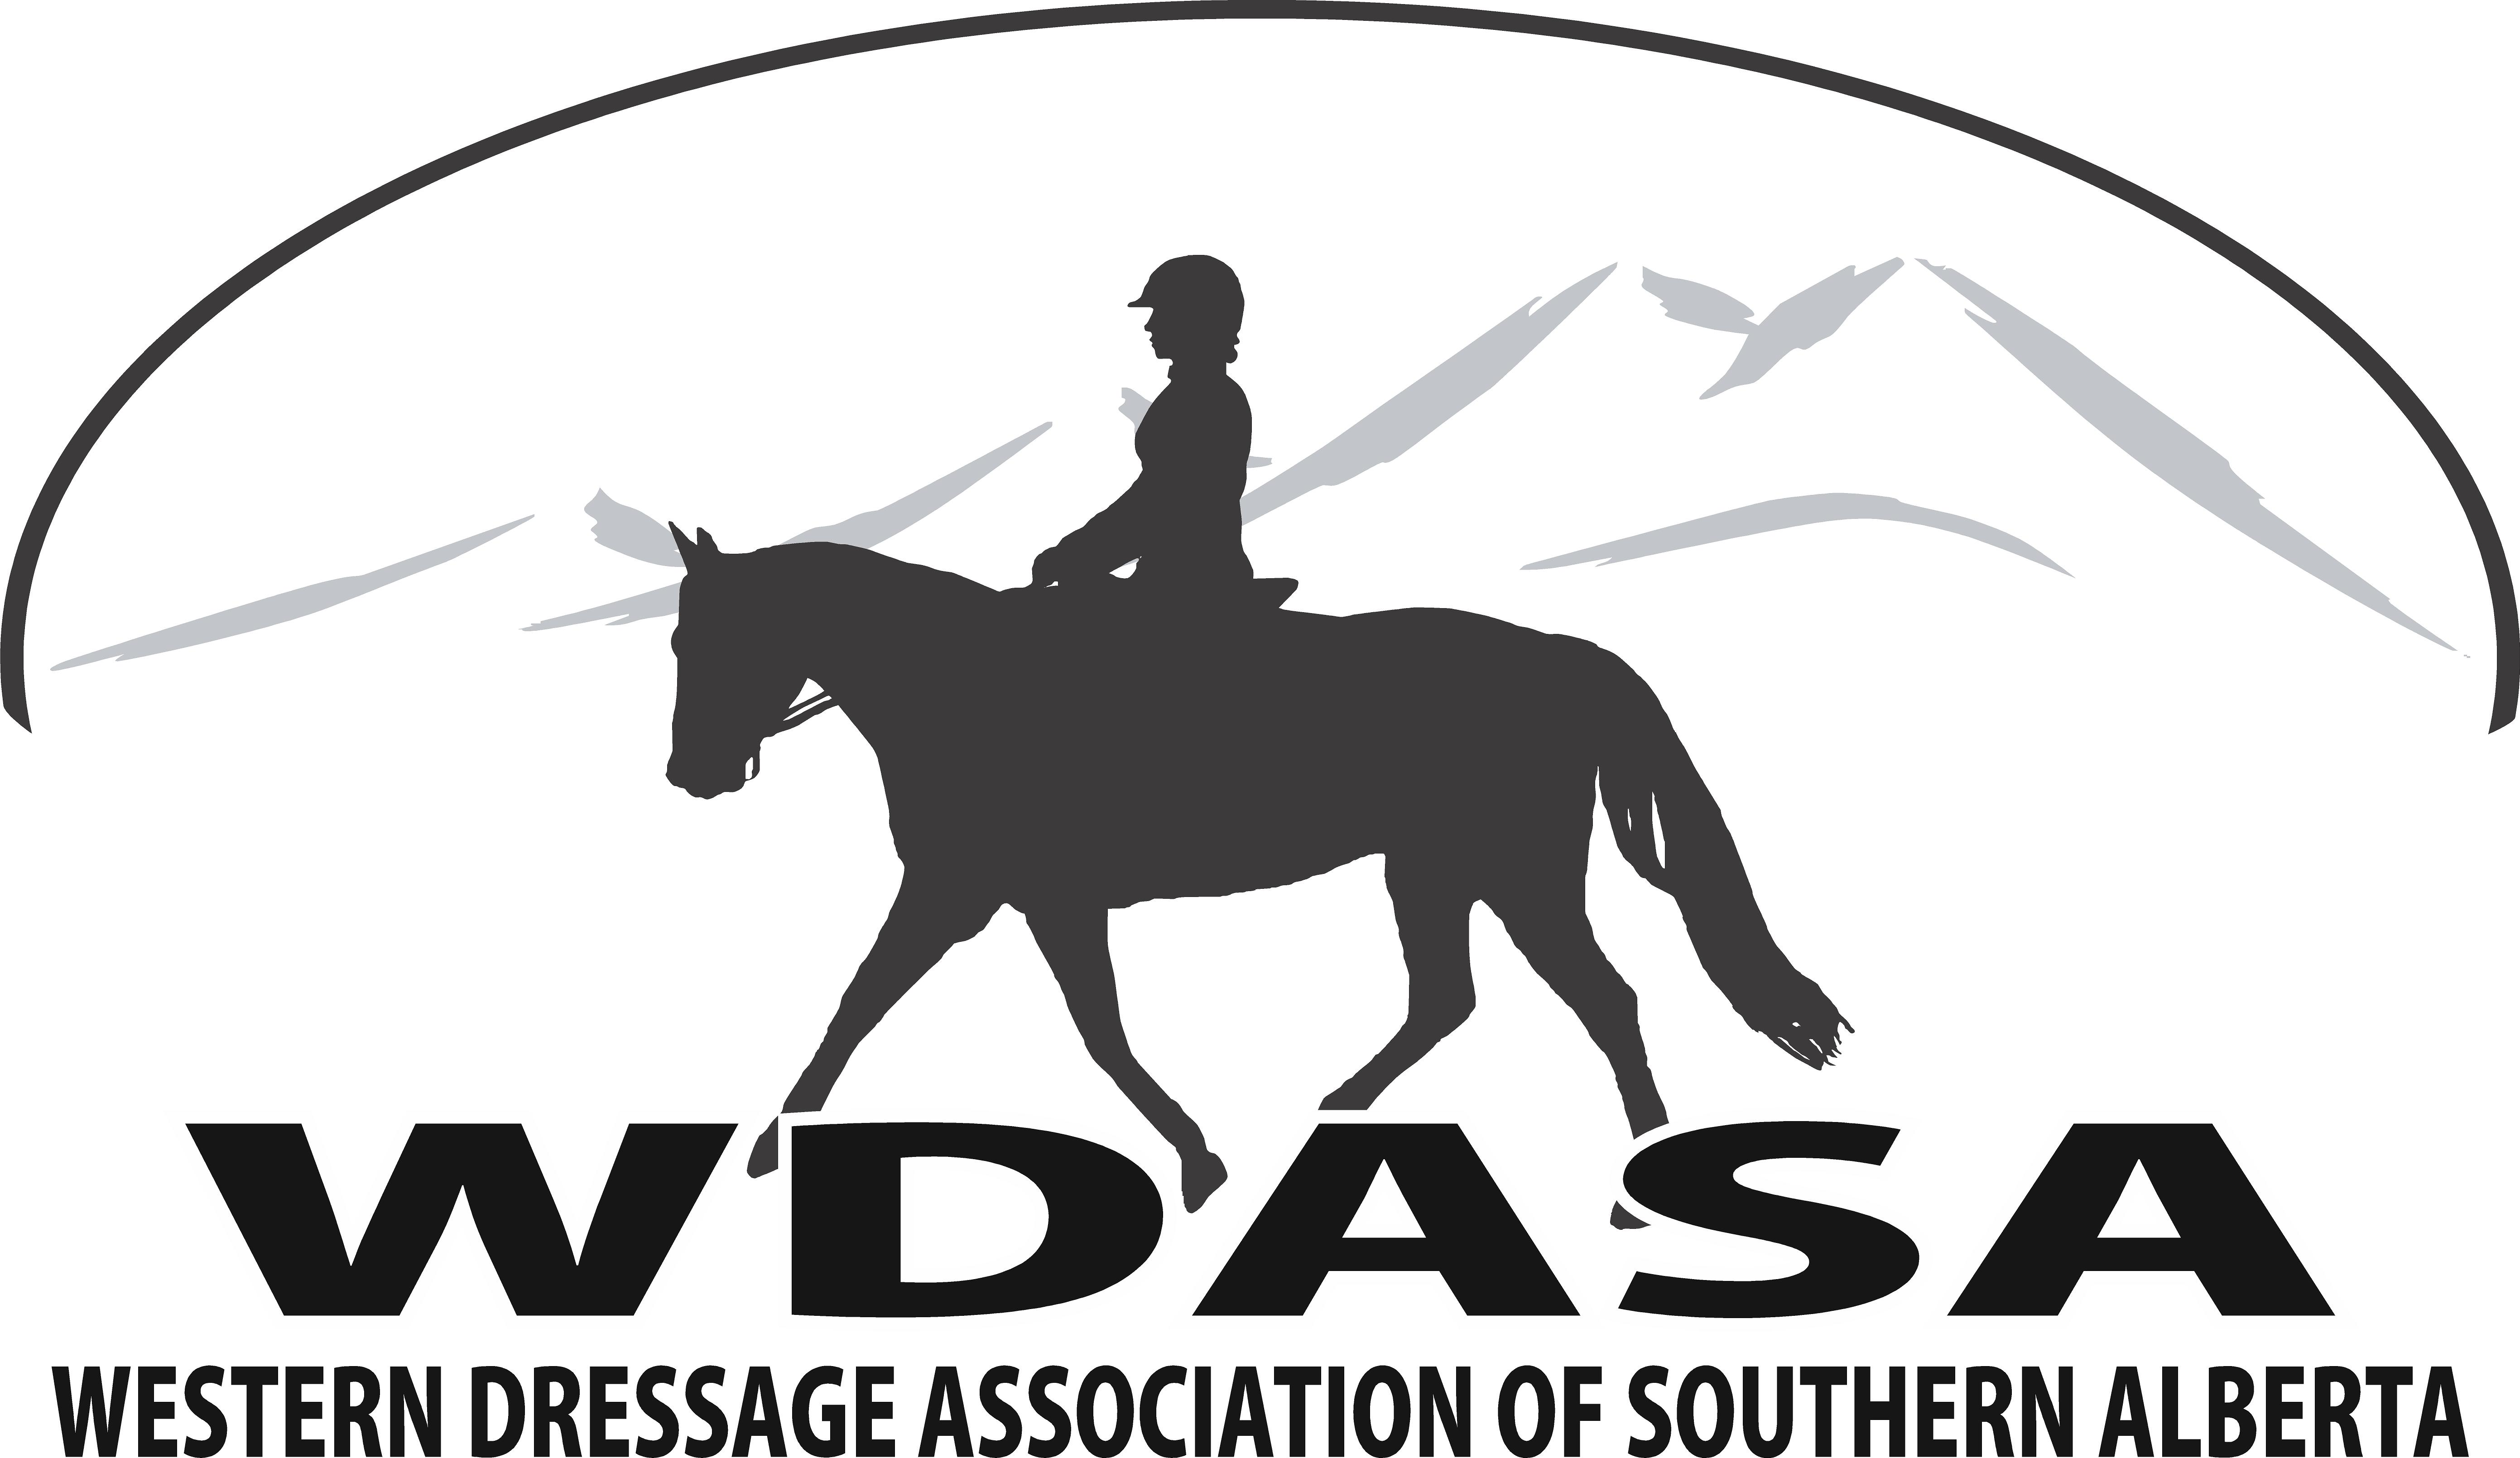 WDASA
WESTERN DRESSAGE ASSOCIATION OF SOUTHERN ALBERTA